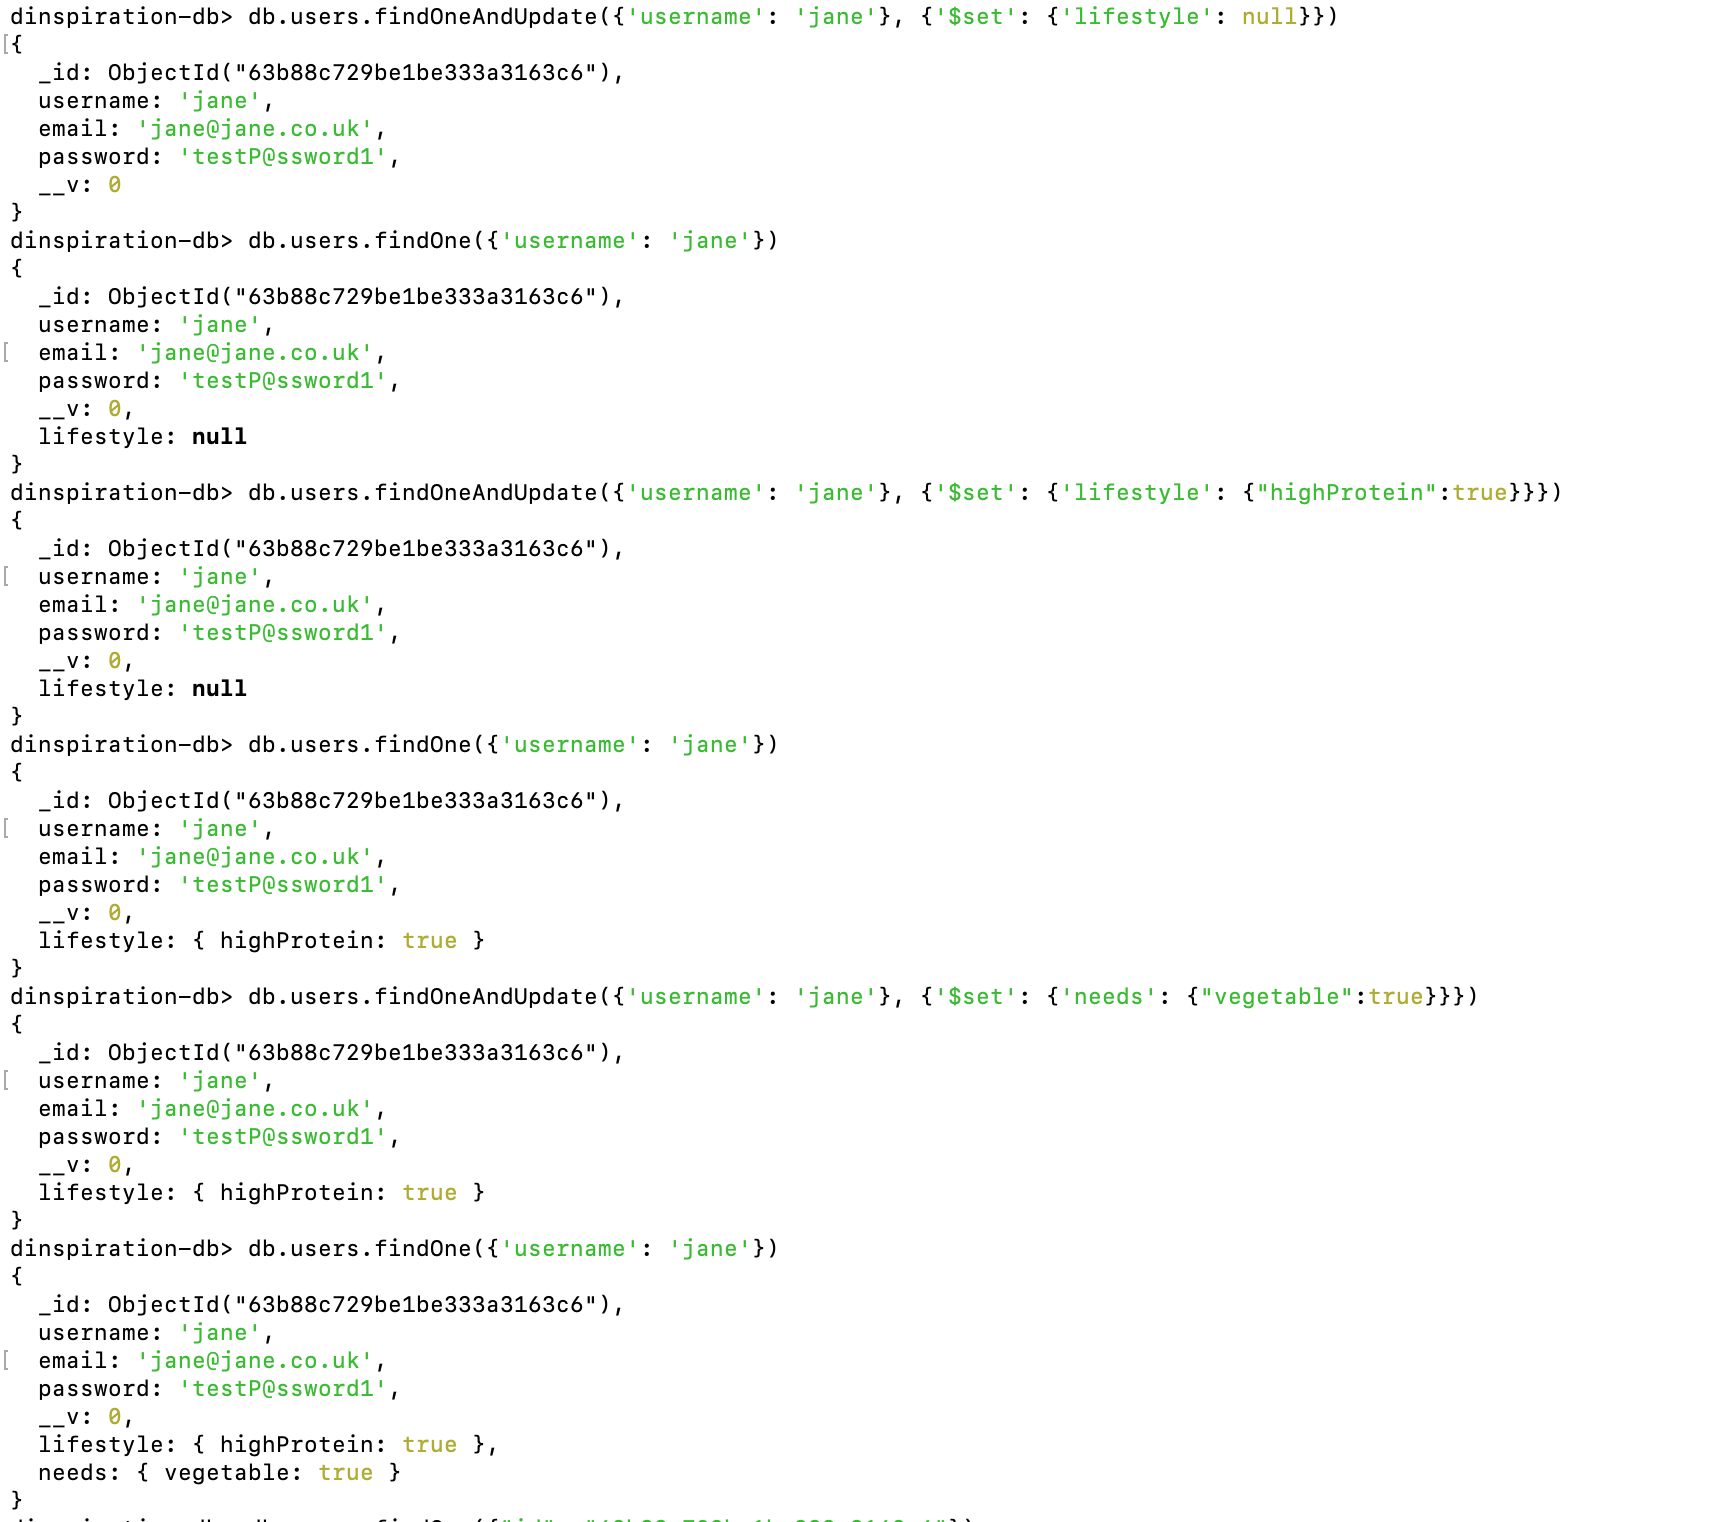 dinspiration-db> db.users.findOneAndUpdate({'username': 'jane'}, {'$set': {'lifestyle': null}})
[{
  _id: ObjectId("63b88c729be1be333a3163c6"),
  username: 'jane',
  email: 'jane@jane.co.uk',
  password: 'testP@ssword1',
  __v: 0
}
dinspiration-db> db.users.findOne({'username': 'jane'})
{
  _id: ObjectId("63b88c729be1be333a3163c6"),
  username: 'jane',
[ email: 'jane@jane.co.uk',
  password: 'testP@ssword1',
  __v: 0,
  lifestyle: null
}
dinspiration-db> db.users.findOneAndUpdate({'username': 'jane'}, {'$set': {'lifestyle': {"highProtein":true}}})
{
  _id: ObjectId("63b88c729be1be333a3163c6"),
[ username: 'jane',
  email: 'jane@jane.co.uk',
  password: 'testP@ssword1',
  __v: 0,
  lifestyle: null
}
dinspiration-db> db.users.findOne({'username': 'jane'})
{
  _id: ObjectId("63b88c729be1be333a3163c6"),
[ username: 'jane',
  email: 'jane@jane.co.uk',
  password: 'testP@ssword1',
  __v: 0,
  lifestyle: { highProtein: true }
}
dinspiration-db> db.users.findOneAndUpdate({'username': 'jane'}, {'$set': {'needs': {"vegetable":true}}})
{
  _id: ObjectId("63b88c729be1be333a3163c6"),
[ username: 'jane',
  email: 'jane@jane.co.uk',
  password: 'testP@ssword1',
  __v: 0,
  lifestyle: { highProtein: true }
}
dinspiration-db> db.users.findOne({'username': 'jane'})
{
  _id: ObjectId("63b88c729be1be333a3163c6"),
  username: 'jane',
[ email: 'jane@jane.co.uk',
  password: 'testP@ssword1',
  __v: 0,
  lifestyle: { highProtein: true },
  needs: { vegetable: true }
}